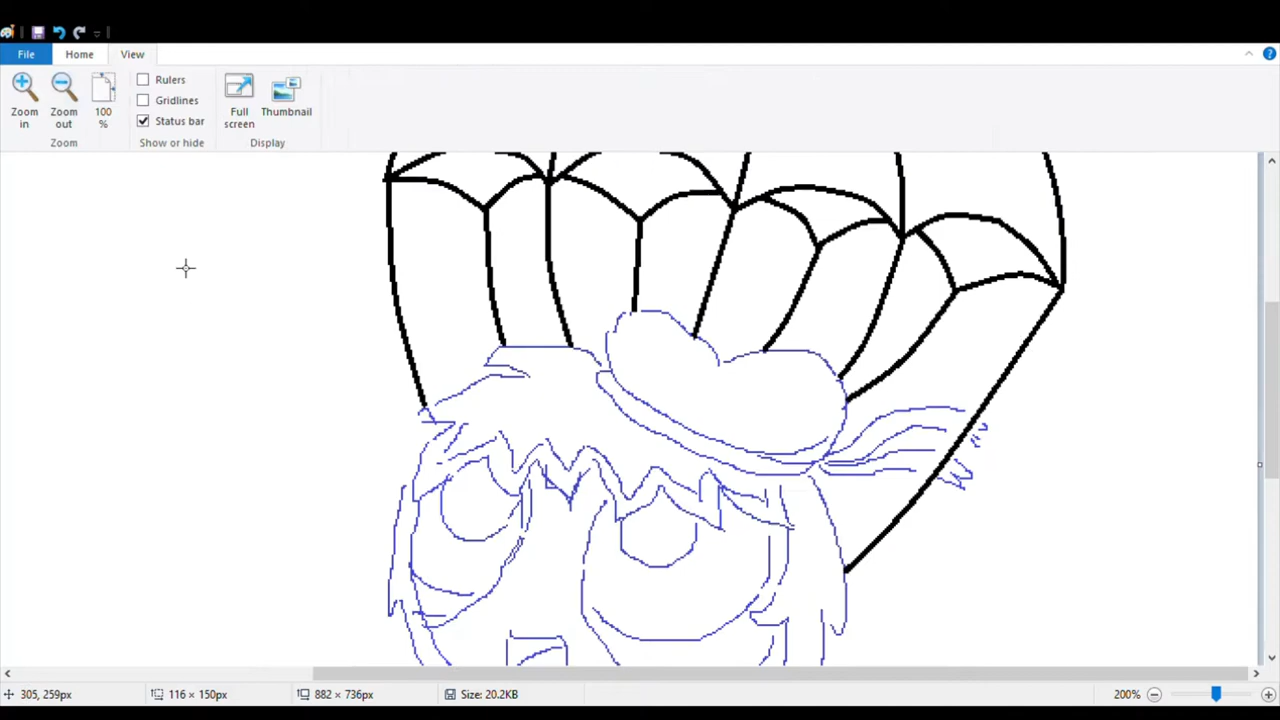 File Home View
Zoom in
Zoom out
100 %
Rulers
Gridlines
Status bar
Full screen
Thumbnail
Zoom Show or hide Display
305, 259px 116 × 150px 882 × 736px Size: 20.2KB 200%